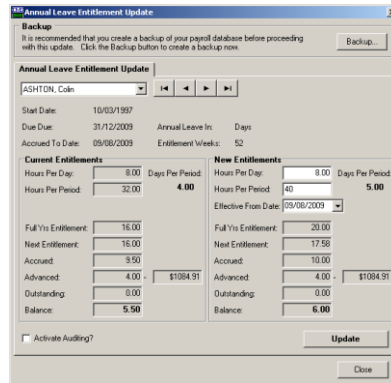 Annual Leave Entitlement Update
Backup
It is recommended that you create a backup of your payroll database before proceeding
with this update. Click the Backup button to create a backup now.
Backup...
Annual Leave Entitlement Update
ASHTON, Colin
Start Date: 10/03/1997
Due Due: 31/12/2009 Annual Leave In: Days
Accrued To Date: 09/08/2009 Entitlement Weeks: 52
Current Entitlements
Hours Per Day: 8.00 Days Per Period:
Hours Per Period: 32.00 4.00
Full Yrs Entitlement: 16.00
Next Entitlement: 16.00
Accrued: 9.50
Advanced: 4.00 - $1084.91
Outstanding: 0.00
Balance: 5.50
New Entitlements
Hours Per Day: 8.00 Days Per Period:
Hours Per Period: 40 5.00
Effective From Date: 09/08/2009
Full Yrs Entitlement: 20.00
Next Entitlement: 17.58
Accrued: 10.00
Advanced: 4.00 - $1084.91
Outstanding: 0.00
Balance: 6.00
Activate Auditing?
Update
Close